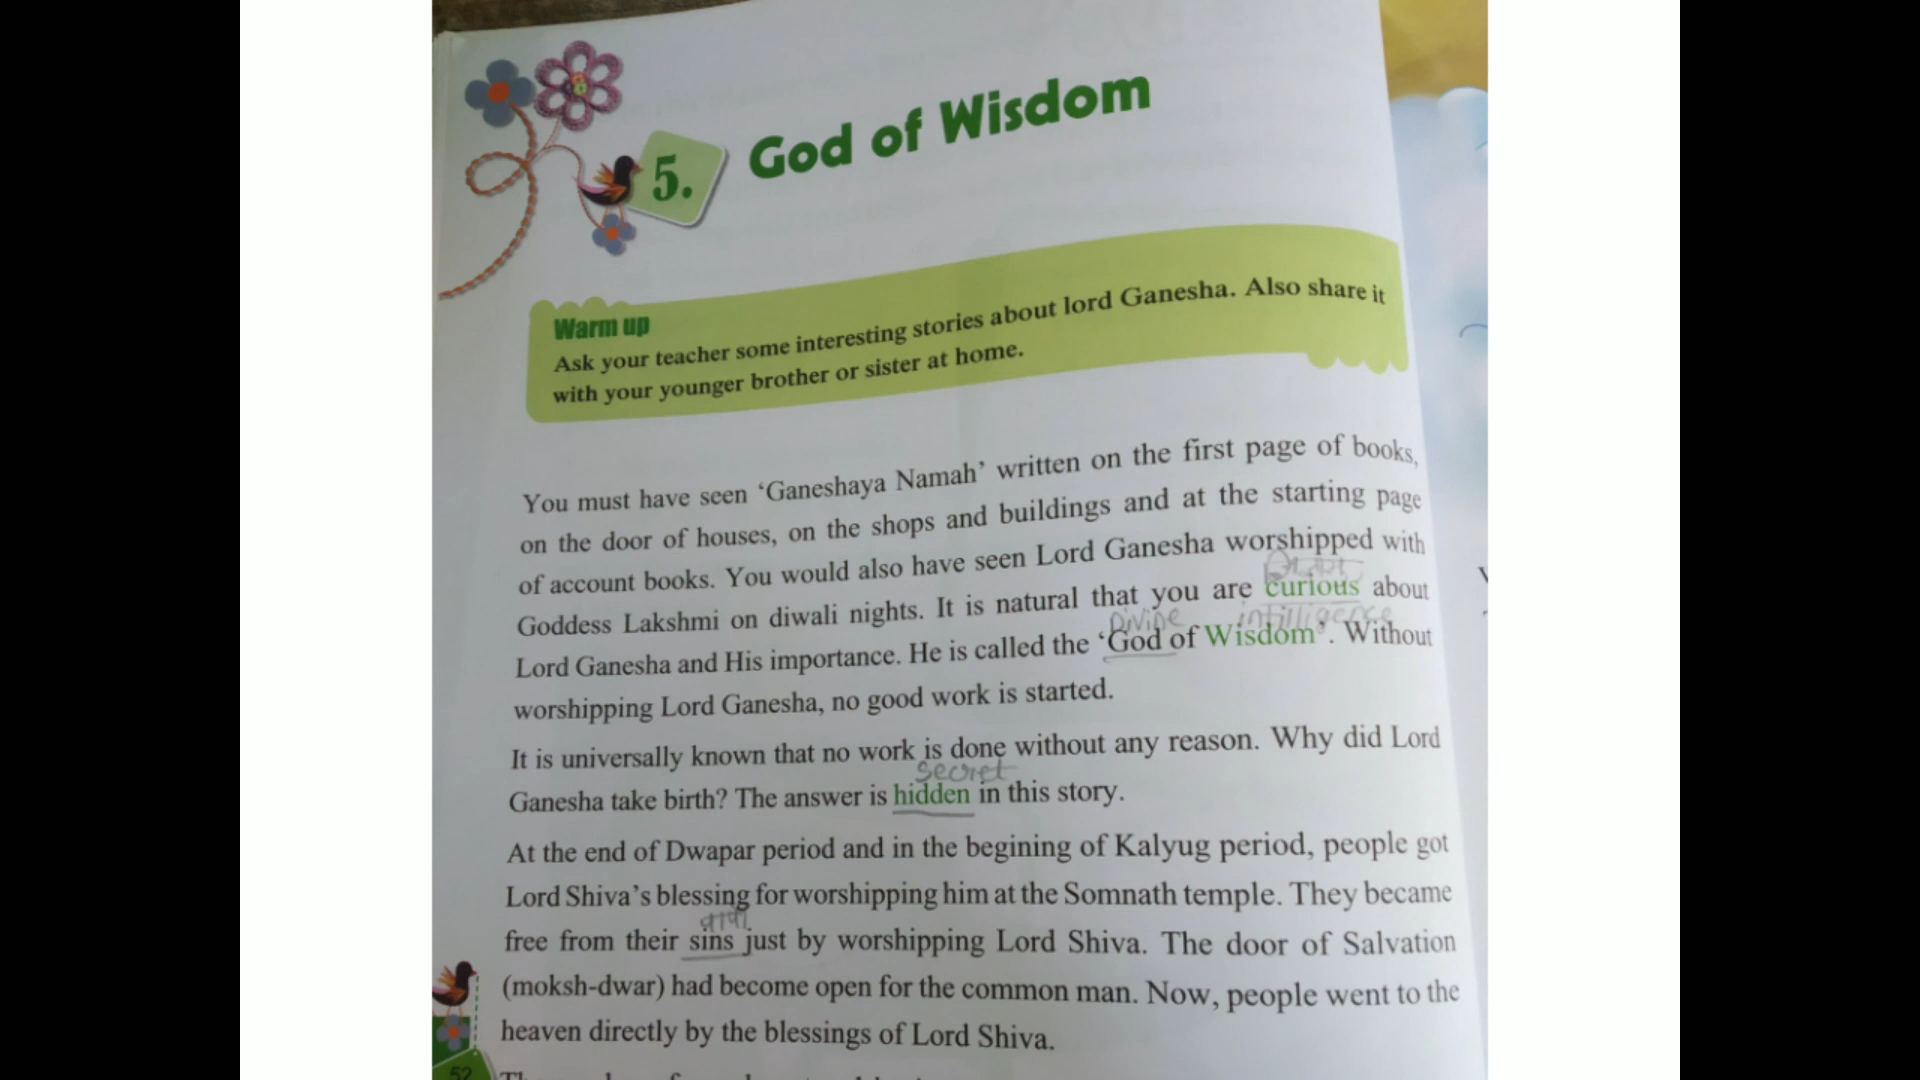 5. God of Wisdom
Warm up
Ask your teacher some interesting stories about lord Ganesha. Also share it
with your younger brother or sister at home.
You must have seen ‘Ganeshaya Namah’ written on the first page of books,
on the door of houses, on the shops and buildings and at the starting page
of account books. You would also have seen Lord Ganesha worshipped with
Goddess Lakshmi on diwali nights. It is natural that you are curious about
Divine intilligence
Lord Ganesha and His importance. He is called the ‘God of Wisdom’. Without
worshipping Lord Ganesha, no good work is started.
It is universally known that no work is done without any reason. Why did Lord
secret
Ganesha take birth? The answer is hidden in this story.
At the end of Dwapar period and in the begining of Kalyug period, people got
Lord Shiva’s blessing for worshipping him at the Somnath temple. They became
free from their sins just by worshipping Lord Shiva. The door of Salvation
(moksh-dwar) had become open for the common man. Now, people went to the
heaven directly by the blessings of Lord Shiva.
52